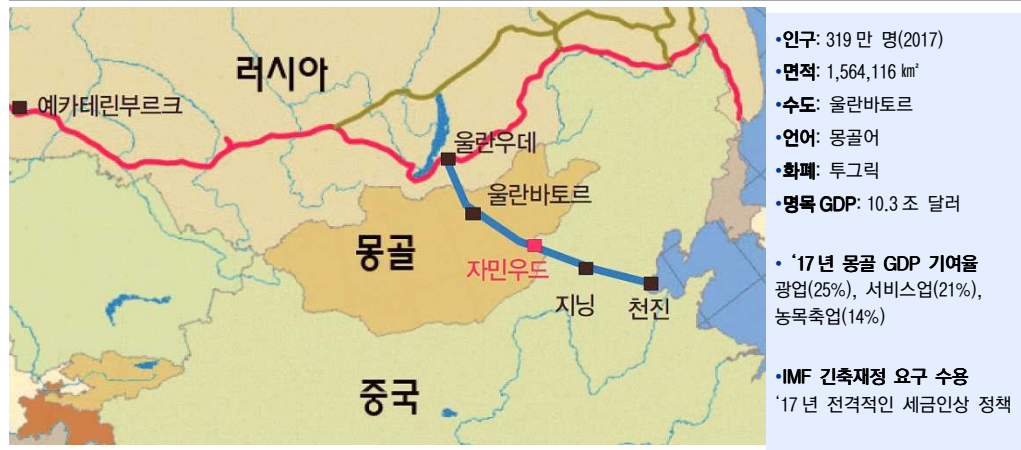 러시아
예카테린부르크
울란우데
울란바토르
몽골
자민우드
지닝
천진
중국
•인구: 319 만 명(2017)
•면적: 1,564,116 ㎢
•수도: 울란바토르
•언어: 몽골어
•화폐: 투그릭
•명목 GDP: 10.3 조 달러
• ‘17 년 몽골 GDP 기여율
광업(25%), 서비스업(21%),
농목축업(14%)
•IMF 긴축재정 요구 수용
‘17 년 전격적인 세금인상 정책